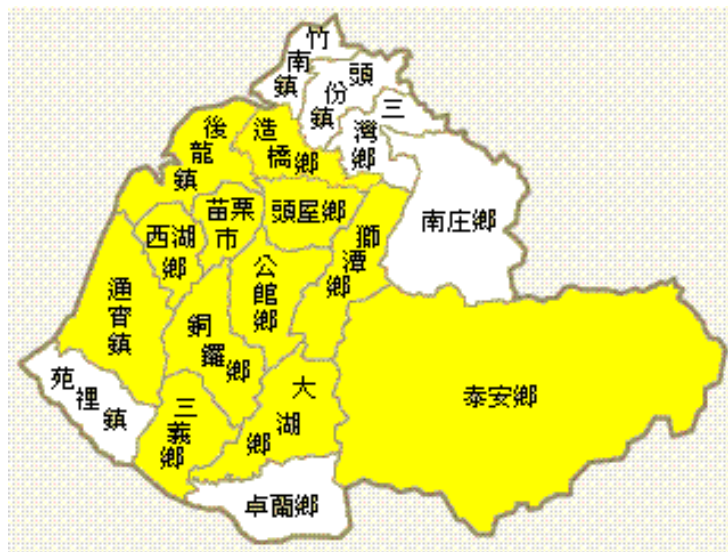 竹南鎮
頭份鎮
三灣鄉
後龍鎮
造橋鄉
南庄鄉
苗栗市
頭屋鄉
獅潭鄉
西湖鄉
公館鄉
通宵鎮
銅鑼鄉
苑裡鎮
三義鄉
大湖鄉
泰安鄉
卓蘭鄉